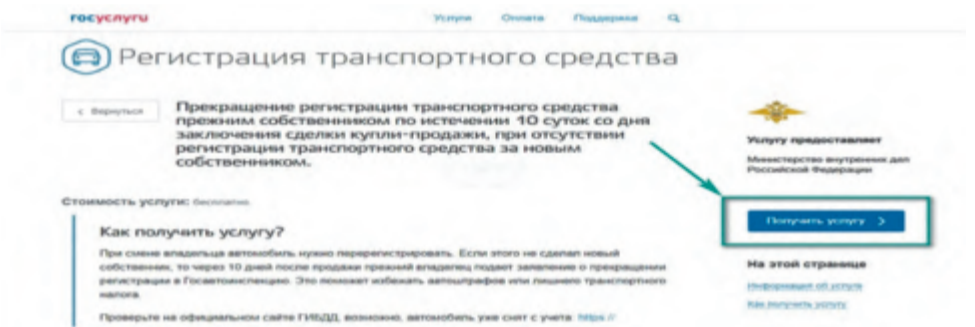 госуслуги
Услуги Оплата Поддержка
Регистрация транспортного средства
< Вернуться
Прекращение регистрации транспортного средства
прежним собственником по истечении 10 суток со дня
заключения сделки купли-продажи, при отсутствии
регистрации транспортного средства за новым
собственником.
Услугу предоставляет
Министерство внутренних дел
Российской Федерации
Стоимость услуги: бесплатно
Получить услугу >
Как получить услугу?
При смене владельца автомобиль нужно перерегистрировать. Если этого не сделал новый
собственник, то через 10 дней после продажи прежний владелец подает заявление о прекращении
регистрации в Госавтоинспекцию. Это поможет избежать автоштрафов или лишнего транспортного
налога.
Проверьте на официальном сайте ГИБДД, возможно, автомобиль уже снят с учета: https://
На этой странице
Информация об услуге
Как получить услугу